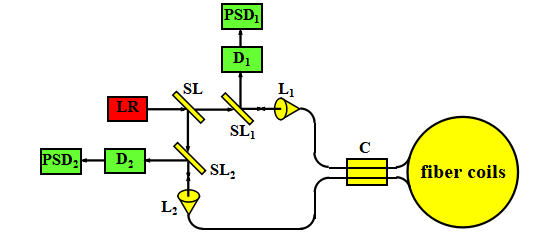 PSD₁
D₁
SL
L₁
LR
SL₁
C
PSD₂
D₂
SL₂
fiber coils
L₂